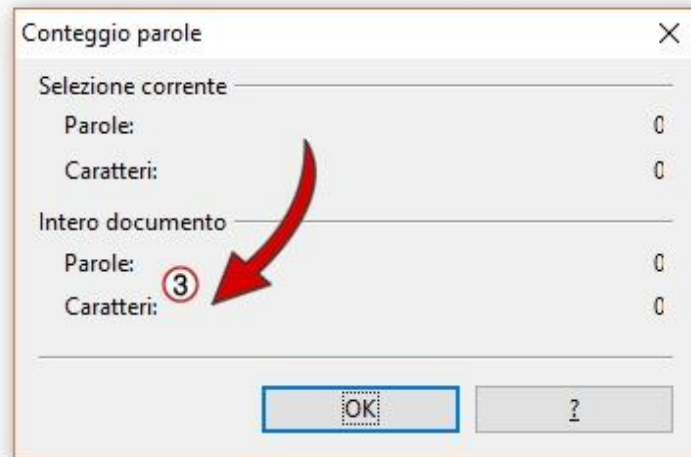 Conteggio parole
Selezione corrente
Parole: 0
Caratteri: 0
Intero documento
Parole: 0
③
Caratteri: 0
OK ?